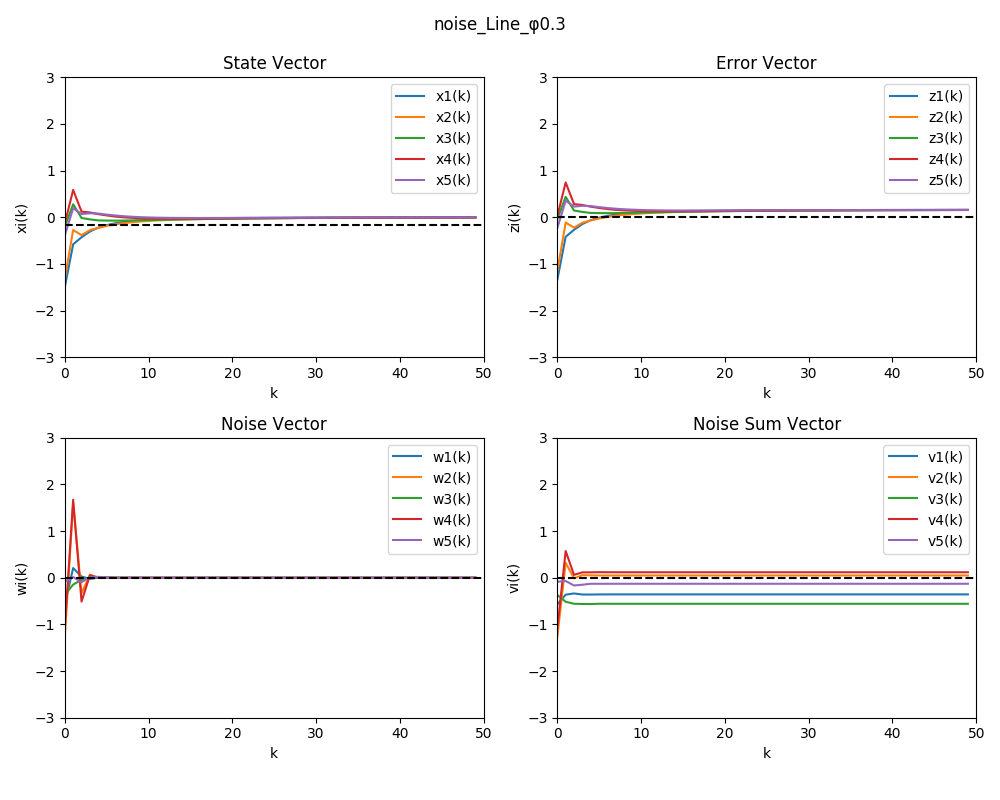 noise_Line_φ0.3
State Vector
3
2
1
0
−1
−2
−3
xi(k)
0 10 20 30 40 50
k
x1(k)
x2(k)
x3(k)
x4(k)
x5(k)
Error Vector
3
2
1
0
−1
−2
−3
zi(k)
0 10 20 30 40 50
k
z1(k)
z2(k)
z3(k)
z4(k)
z5(k)
Noise Vector
3
2
1
0
−1
−2
−3
wi(k)
0 10 20 30 40 50
k
w1(k)
w2(k)
w3(k)
w4(k)
w5(k)
Noise Sum Vector
3
2
1
0
−1
−2
−3
vi(k)
0 10 20 30 40 50
k
v1(k)
v2(k)
v3(k)
v4(k)
v5(k)